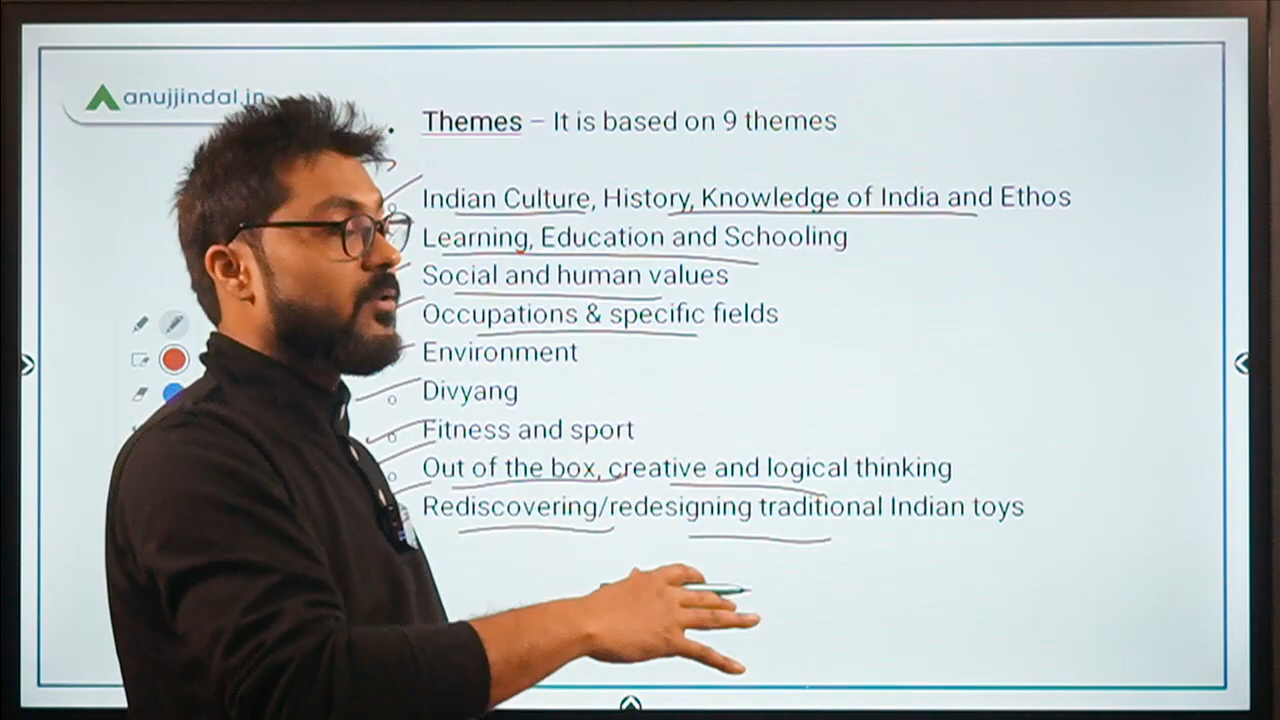 anujjindal.in
Themes – It is based on 9 themes
Indian Culture, History, Knowledge of India and Ethos
Learning, Education and Schooling
Social and human values
Occupations & specific fields
Environment
Divyang
Fitness and sport
Out of the box, creative and logical thinking
Rediscovering/redesigning traditional Indian toys